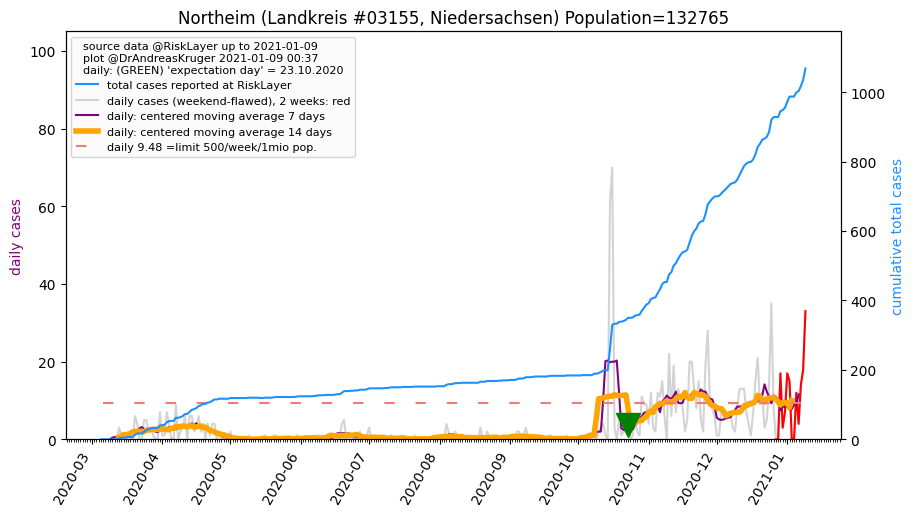 Northeim (Landkreis #03155, Niedersachsen) Population=132765
source data @RiskLayer up to 2021-01-09
plot @DrAndreasKruger 2021-01-09 00:37
daily: (GREEN) 'expectation day' = 23.10.2020
total cases reported at RiskLayer
daily cases (weekend-flawed), 2 weeks: red
daily: centered moving average 7 days
daily: centered moving average 14 days
daily 9.48 =limit 500/week/1mio pop.
daily cases
100
80
60
40
20
0
cumulative total cases
1000
800
600
400
200
0
2020-03
2020-04
2020-05
2020-06
2020-07
2020-08
2020-09
2020-10
2020-11
2020-12
2021-01